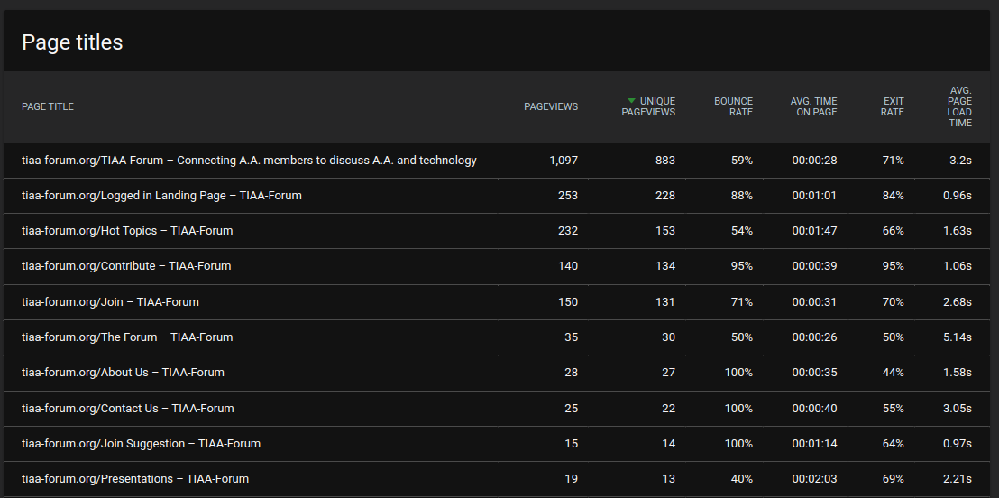 Page titles
PAGE TITLE PAGEVIEWS UNIQUE PAGEVIEWS BOUNCE RATE AVG. TIME ON PAGE EXIT RATE AVG. PAGE LOAD TIME
tiaa-forum.org/TIAA-Forum – Connecting A.A. members to discuss A.A. and technology 1,097 883 59% 00:00:28 71% 3.2s
tiaa-forum.org/Logged in Landing Page – TIAA-Forum 253 228 88% 00:01:01 84% 0.96s
tiaa-forum.org/Hot Topics – TIAA-Forum 232 153 54% 00:01:47 66% 1.63s
tiaa-forum.org/Contribute – TIAA-Forum 140 134 95% 00:00:39 95% 1.06s
tiaa-forum.org/Join – TIAA-Forum 150 131 71% 00:00:31 70% 2.68s
tiaa-forum.org/The Forum – TIAA-Forum 35 30 50% 00:00:26 50% 5.14s
tiaa-forum.org/About Us – TIAA-Forum 28 27 100% 00:00:35 44% 1.58s
tiaa-forum.org/Contact Us – TIAA-Forum 25 22 100% 00:00:40 55% 3.05s
tiaa-forum.org/Join Suggestion – TIAA-Forum 15 14 100% 00:01:14 64% 0.97s
tiaa-forum.org/Presentations – TIAA-Forum 19 13 40% 00:02:03 69% 2.21s